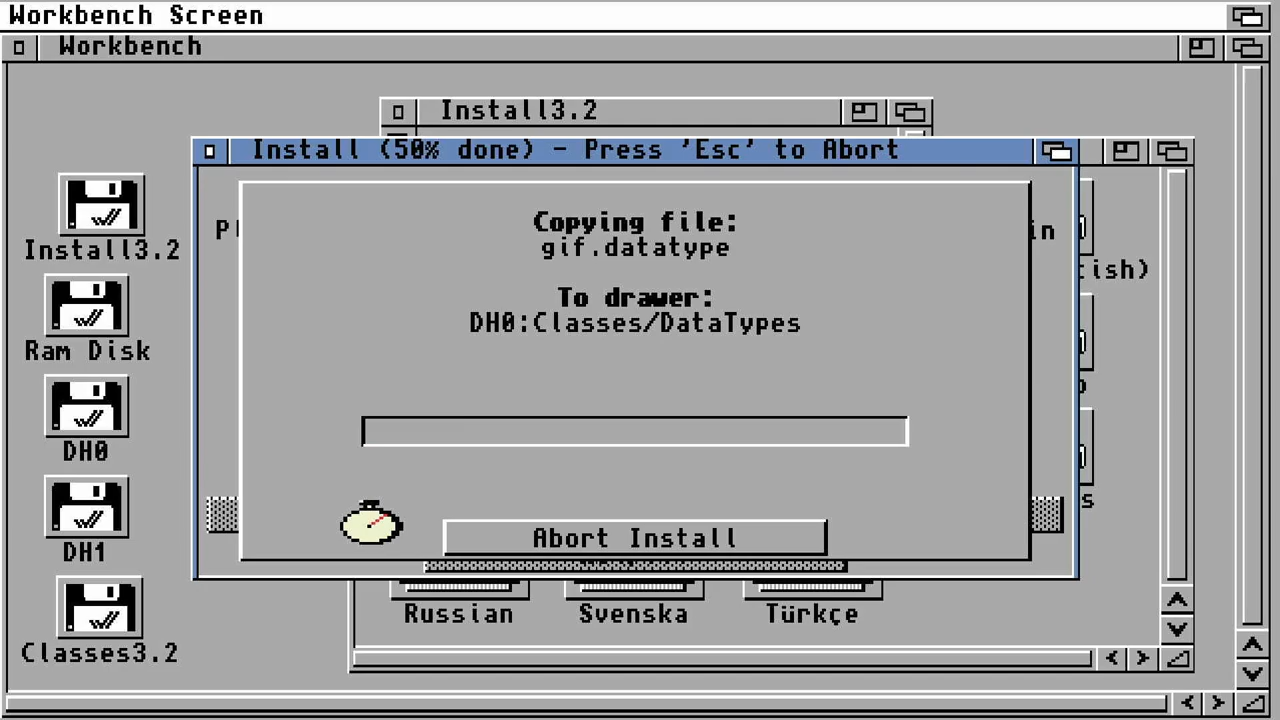 Workbench Screen
Workbench
Install3.2
Install (50% done) - Press 'Esc' to Abort
Copying file:
gif.datatype
To drawer:
DH0:Classes/DataTypes
Abort Install
Install3.2
Ram Disk
DH0
DH1
Classes3.2
Russian
Svenska
Türkçe